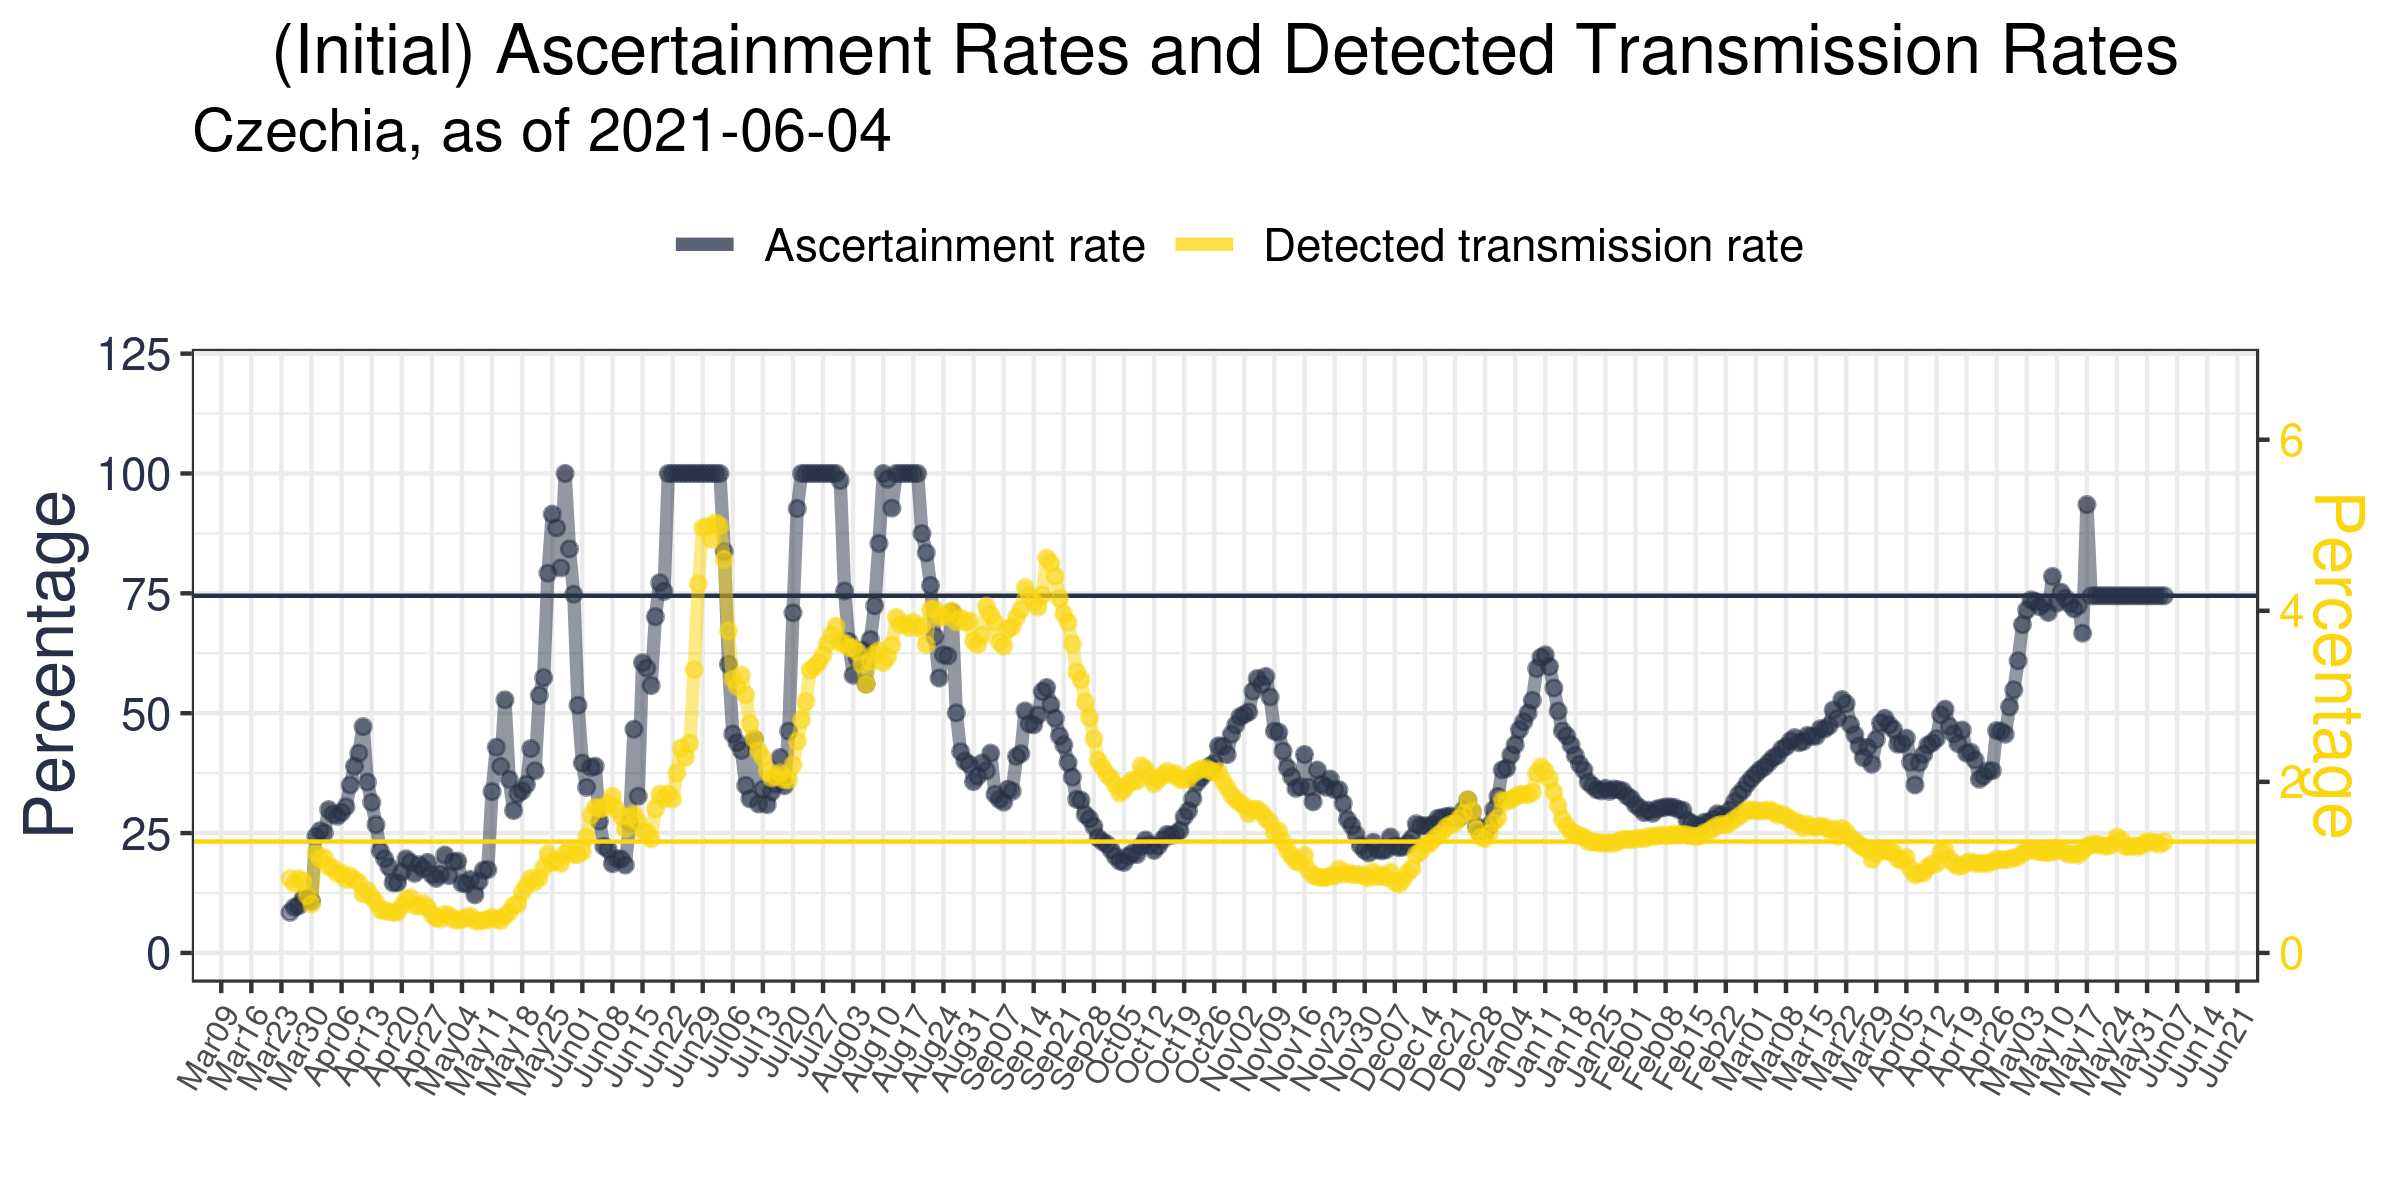 (Initial) Ascertainment Rates and Detected Transmission Rates
Czechia, as of 2021-06-04
Ascertainment rate Detected transmission rate
125
100
75
50
25
0
Percentage
6
4
2
0
Percentage
Mar09 Mar16 Mar23 Mar30 Apr06 Apr13 Apr20 Apr27 May04 May11 May18 May25 Jun01 Jun08 Jun15 Jun22 Jun29 Jul06 Jul13 Jul20 Jul27 Aug03 Aug10 Aug17 Aug24 Aug31 Sep07 Sep14 Sep21 Sep28 Oct05 Oct12 Oct19 Oct26 Nov02 Nov09 Nov16 Nov23 Nov30 Dec07 Dec14 Dec21 Dec28 Jan04 Jan11 Jan18 Jan25 Feb01 Feb08 Feb15 Feb22 Mar01 Mar08 Mar15 Mar22 Mar29 Apr05 Apr12 Apr19 Apr26 May03 May10 May17 May24 May31 Jun07 Jun14 Jun21